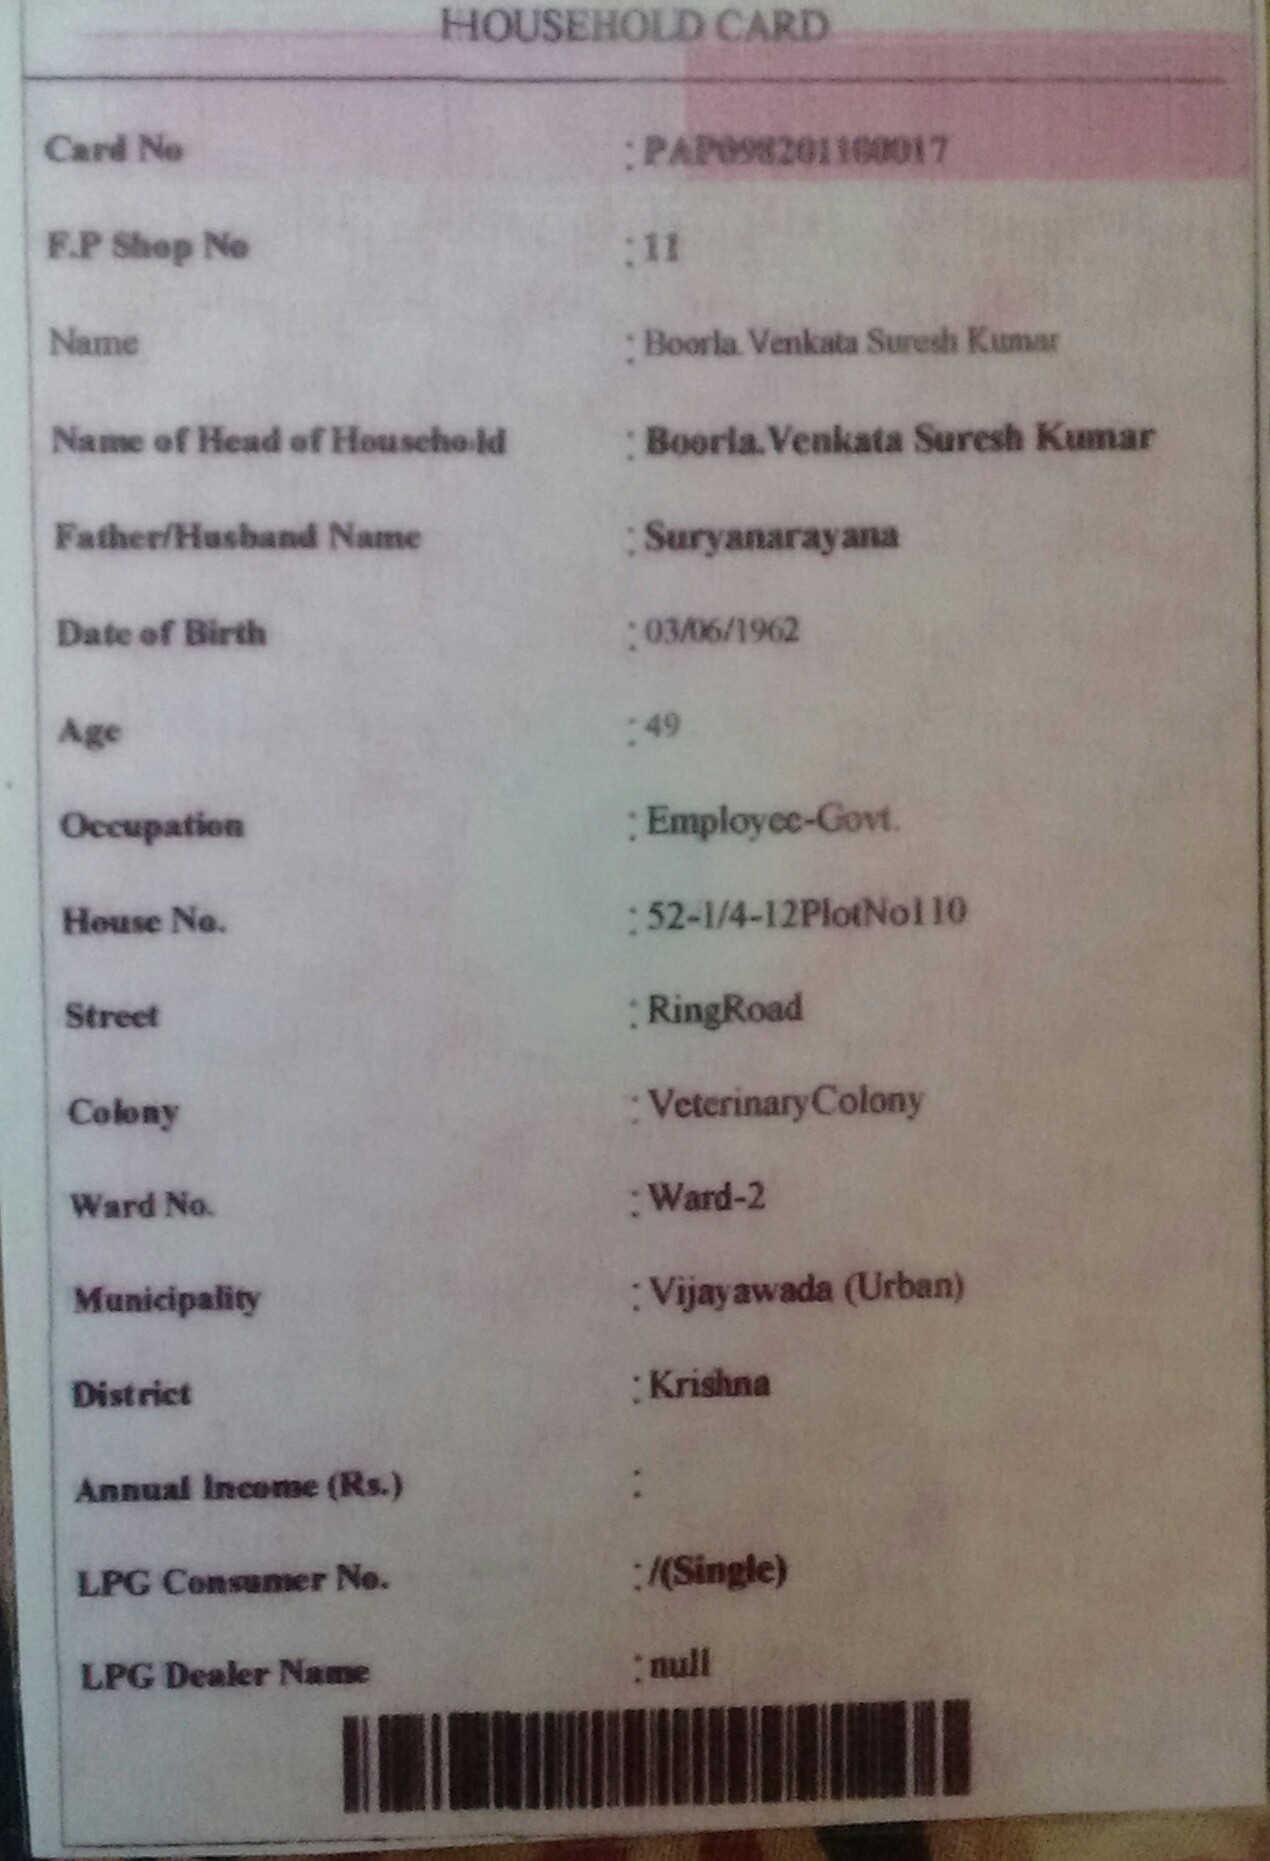 HOUSEHOLD CARD
Card No : PAP098201100017
F.P Shop No : 11
Name : Boorla. Venkata Suresh Kumar
Name of Head of Household : Boorla.Venkata Suresh Kumar
Father/Husband Name : Suryanarayana
Date of Birth : 03/06/1962
Age : 49
Occupation : Employee-Govt.
House No. : 52-1/4-12PlotNo110
Street : RingRoad
Colony : VeterinaryColony
Ward No. : Ward-2
Municipality : Vijayawada (Urban)
District : Krishna
Annual Income (Rs.) :
LPG Consumer No. : /(Single)
LPG Dealer Name : null